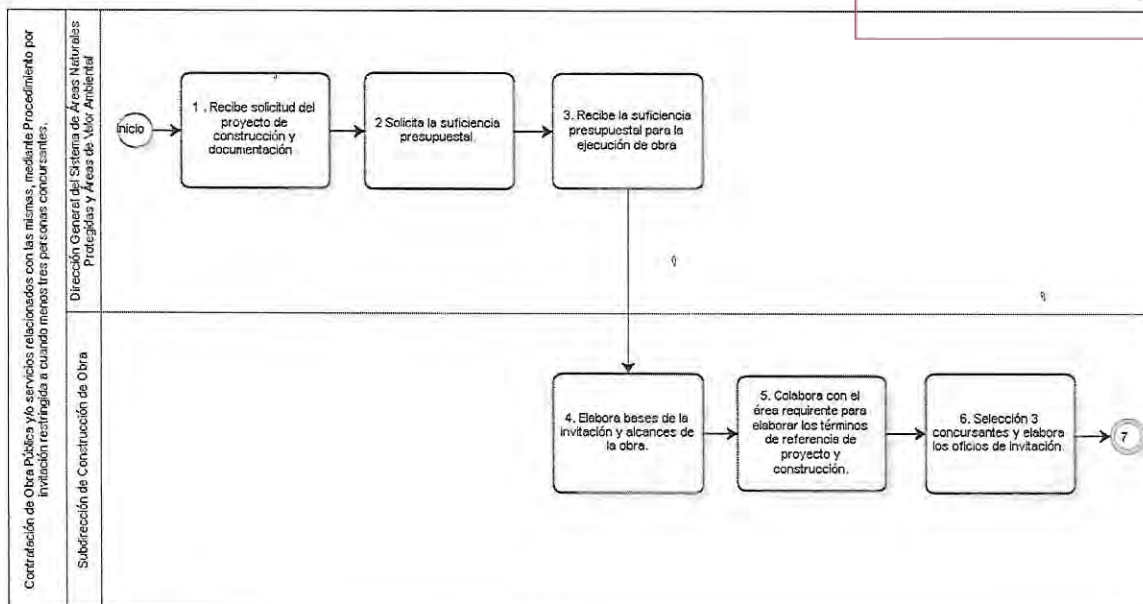 Contratación de Obra Pública y/o servicios relacionados con las mismas, mediante Procedimiento por
invitación restringida a cuando menos tres personas concursantes.
Dirección General del Sistema de Áreas Naturales
Protegidas y Áreas de Valor Ambiental
Inicio
1 . Recibe solicitud del
proyecto de
construcción y
documentación
2 Solicita la suficiencia
presupuestal.
3. Recibe la suficiencia
presupuestal para la
ejecución de obra
Subdirección de Construcción de Obra
4. Elabora bases de la
invitación y alcances de
la obra.
5. Colabora con el
área requirente para
elaborar los términos
de referencia de
proyecto y
construcción.
6. Selección 3
concursantes y elabora
los oficios de invitación.
7